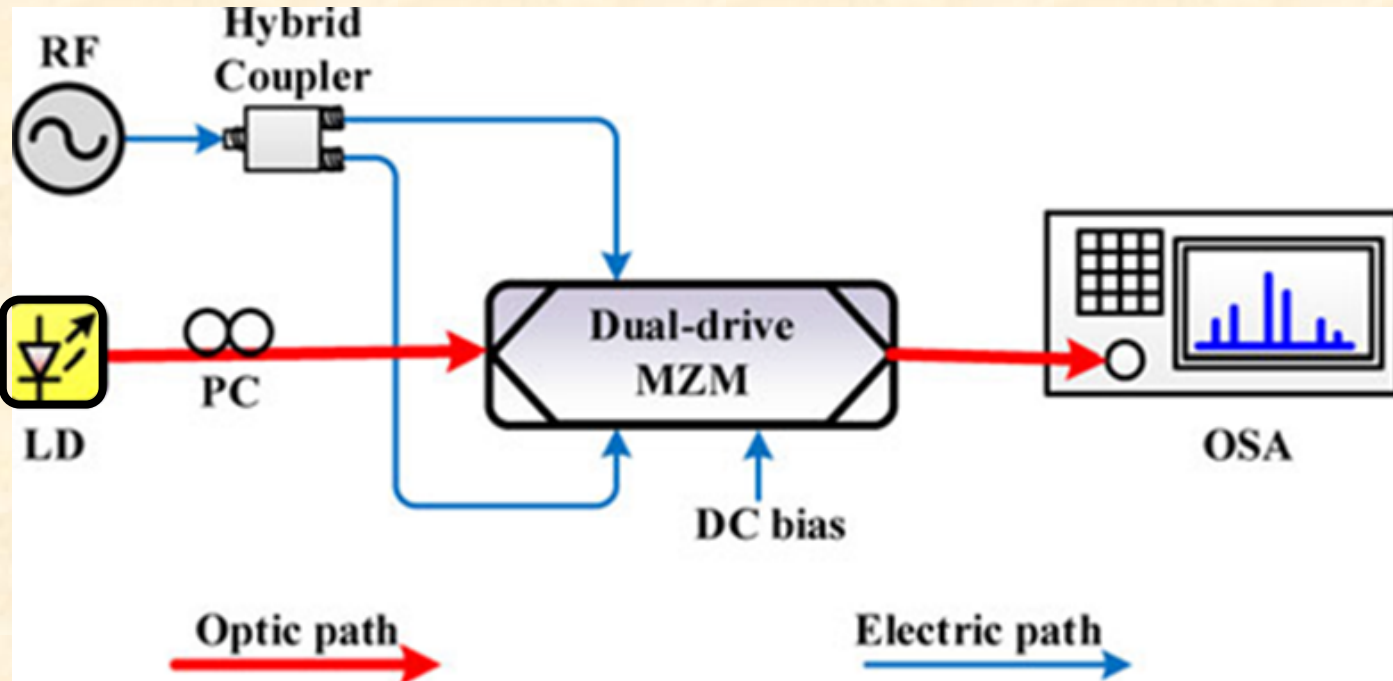 Hybrid
Coupler
RF
Dual-drive
MZM
PC
LD
OSA
DC bias
Optic path
Electric path